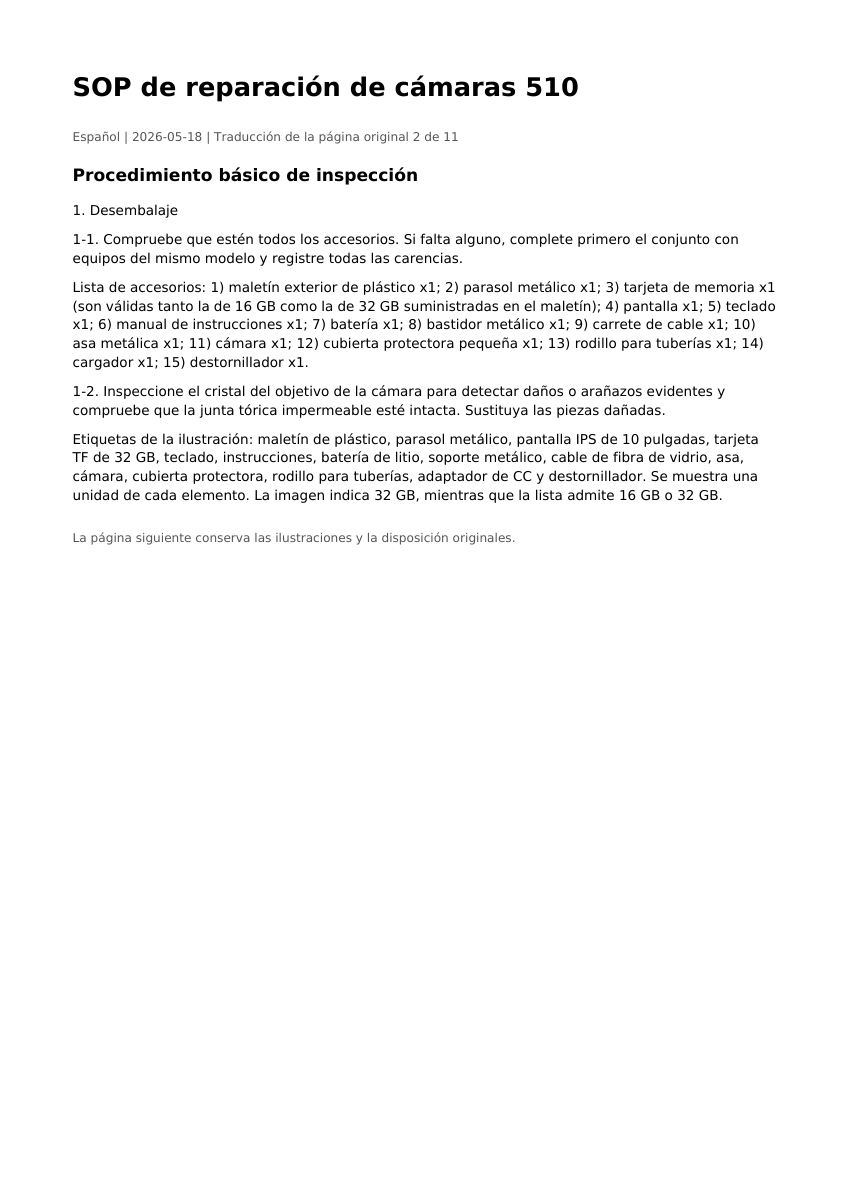 SOP de reparación de cámaras 510
Español | 2026-05-18 | Traducción de la página original 2 de 11
Procedimiento básico de inspección
1. Desembalaje
1-1. Compruebe que estén todos los accesorios. Si falta alguno, complete primero el conjunto con
equipos del mismo modelo y registre todas las carencias.
Lista de accesorios: 1) maletín exterior de plástico x1; 2) parasol metálico x1; 3) tarjeta de memoria x1
(son válidas tanto la de 16 GB como la de 32 GB suministradas en el maletín); 4) pantalla x1; 5) teclado
x1; 6) manual de instrucciones x1; 7) batería x1; 8) bastidor metálico x1; 9) carrete de cable x1; 10)
asa metálica x1; 11) cámara x1; 12) cubierta protectora pequeña x1; 13) rodillo para tuberías x1; 14)
cargador x1; 15) destornillador x1.
1-2. Inspeccione el cristal del objetivo de la cámara para detectar daños o arañazos evidentes y
compruebe que la junta tórica impermeable esté intacta. Sustituya las piezas dañadas.
Etiquetas de la ilustración: maletín de plástico, parasol metálico, pantalla IPS de 10 pulgadas, tarjeta
TF de 32 GB, teclado, instrucciones, batería de litio, soporte metálico, cable de fibra de vidrio, asa,
cámara, cubierta protectora, rodillo para tuberías, adaptador de CC y destornillador. Se muestra una
unidad de cada elemento. La imagen indica 32 GB, mientras que la lista admite 16 GB o 32 GB.
La página siguiente conserva las ilustraciones y la disposición originales.